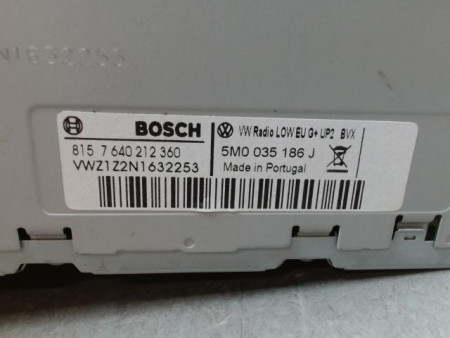 N1632253
BOSCH
VW Radio LOW EU G+ UP2 BVX
815 7 640 212 360
5M0 035 186 J
VWZ1Z2N1632253
Made in Portugal